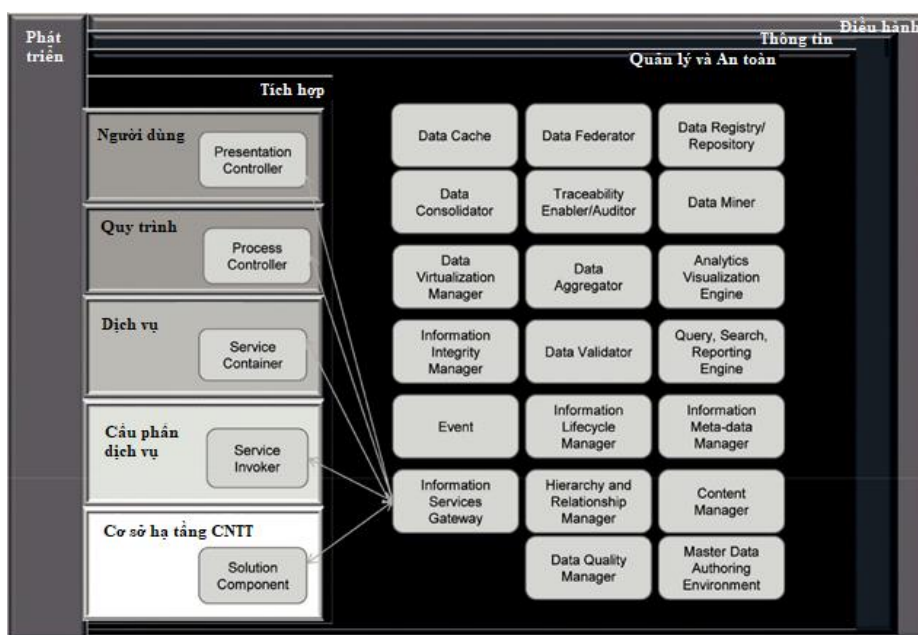 Phát
triển
Điều hành
Thông tin
Quản lý và An toàn
Tích hợp
Người dùng
Presentation
Controller
Quy trình
Process
Controller
Dịch vụ
Service
Container
Cấu phần
dịch vụ
Service
Invoker
Cơ sở hạ tầng CNTT
Solution
Component
Data Cache
Data Federator
Data Registry/
Repository
Data
Consolidator
Traceability
Enabler/Auditor
Data Miner
Data
Virtualization
Manager
Data
Aggregator
Analytics
Visualization
Engine
Information
Integrity
Manager
Data Validator
Query, Search,
Reporting
Engine
Event
Information
Lifecycle
Manager
Information
Meta-data
Manager
Information
Services
Gateway
Hierarchy and
Relationship
Manager
Content
Manager
Data Quality
Manager
Master Data
Authoring
Environment